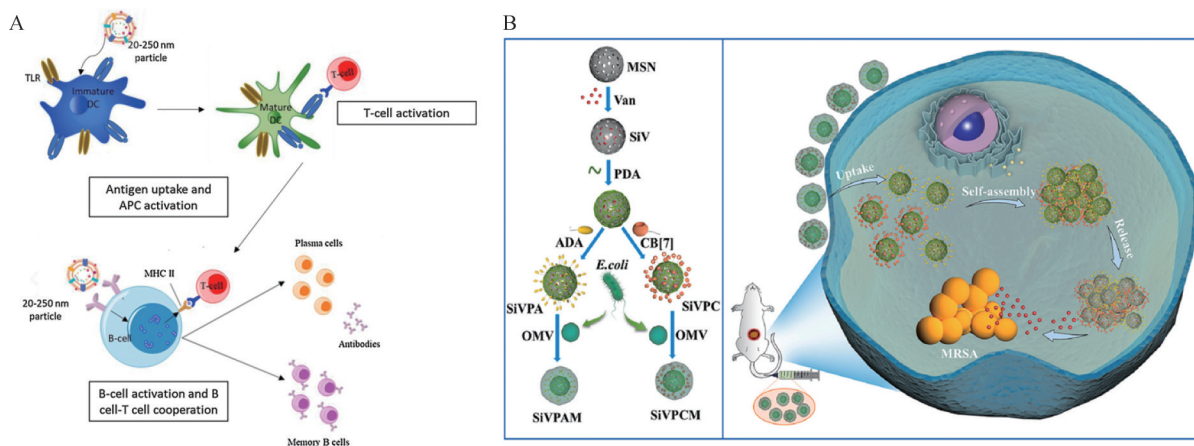 A
20-250 nm
particle
TLR
Immature
DC
Mature
DC
T-cell
T-cell activation
Antigen uptake and
APC activation
20-250 nm
particle
MHC II
T-cell
B-cell
Plasma cells
Antibodies
Memory B cells
B-cell activation and B
cell-T cell cooperation
B
MSN
Van
SiV
PDA
ADA
CB[7]
E.coli
SiVPA
SiVPC
OMV
OMV
SiVPAM
SiVPCM
Uptake
Self-assembly
Release
MRSA